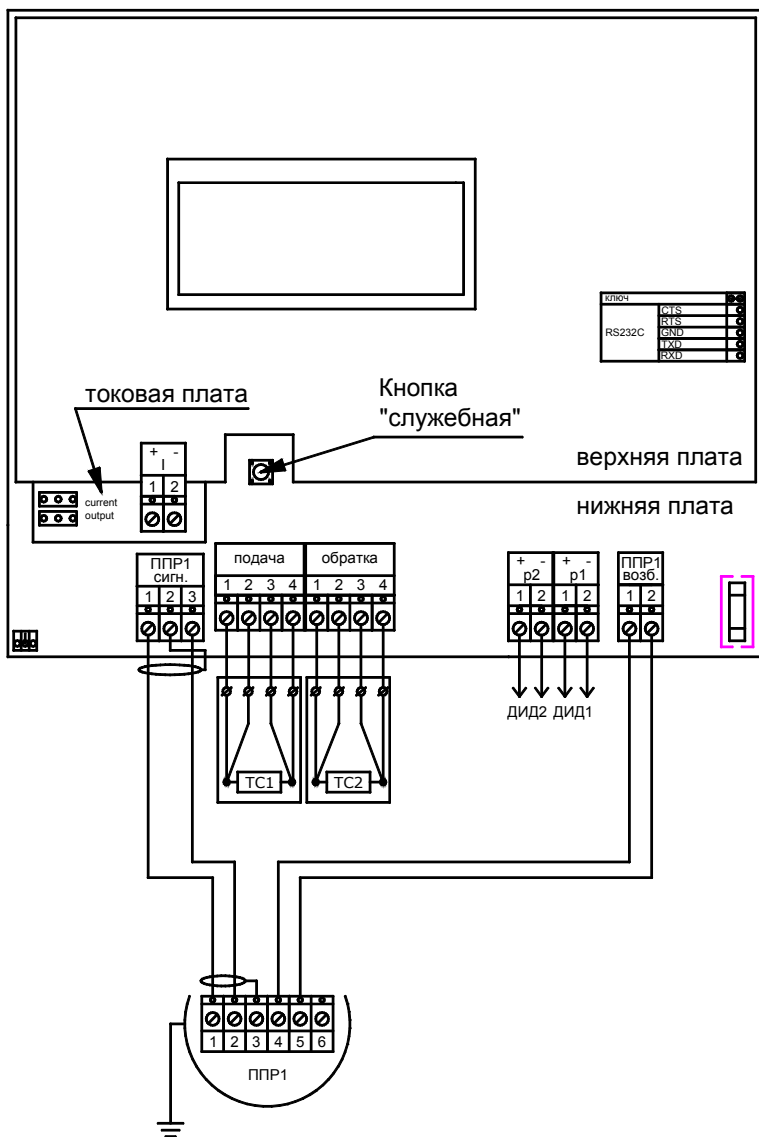 ключ
RS232C
CTS
RTS
GND
TXD
RXD
токовая плата
Кнопка
"служебная"
+ -
I
1 2
current
output
верхняя плата
нижняя плата
ППР1
сигн.
1 2 3
подача
1 2 3 4
обратка
1 2 3 4
+ - + -
p2 p1
1 2 1 2
ППР1
возб.
1 2
ДИД2 ДИД1
ТС1 ТС2
1 2 3 4 5 6
ППР1